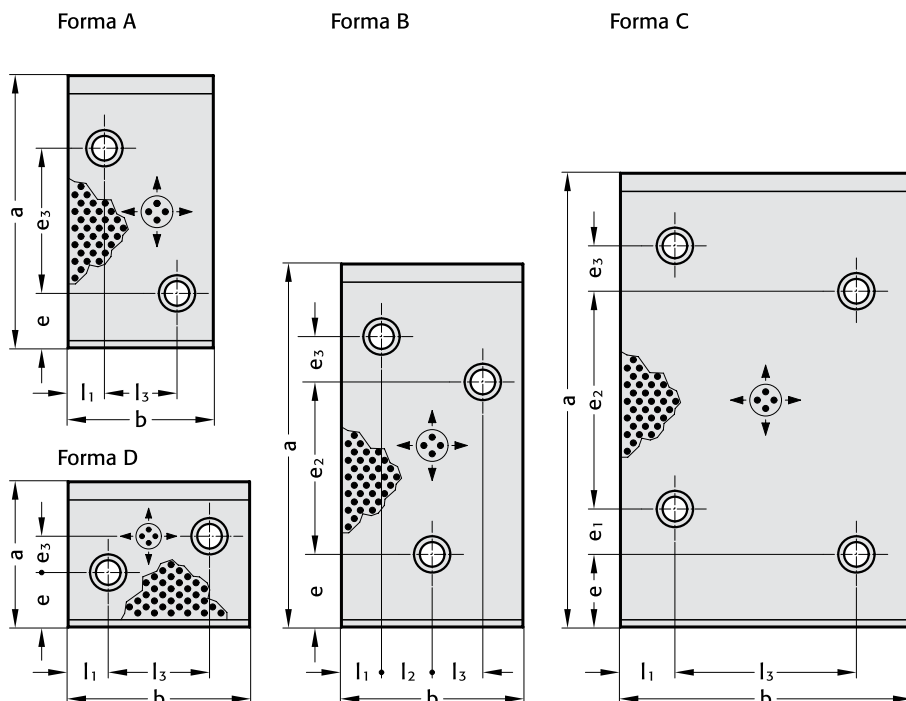 Forma A
Forma B
Forma C
a
e₃
e
l₁
l₃
b
Forma D
a
e₃
e
l₁
l₃
b
a
e₃
e₂
e
l₁
l₂
l₃
b
a
e₃
e₂
e₁
e
l₁
l₃
b